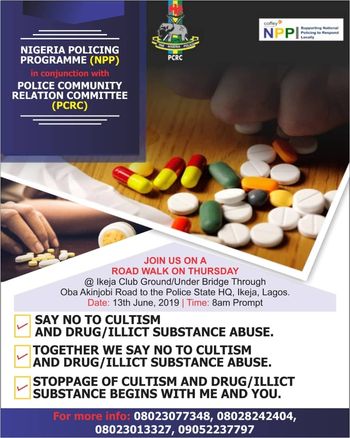 NIGERIA POLICING
PROGRAMME (NPP)
in conjunction with
POLICE COMMUNITY
RELATION COMMITTEE
(PCRC)
PCRC
coffey
NPP
Supporting National
Policing to Respond
Locally
JOIN US ON A
ROAD WALK ON THURSDAY
@ Ikeja Club Ground/Under Bridge Through
Oba Akinjobi Road to the Police State HQ, Ikeja, Lagos.
Date: 13th June, 2019 | Time: 8am Prompt
SAY NO TO CULTISM
AND DRUG/ILLICT SUBSTANCE ABUSE.
TOGETHER WE SAY NO TO CULTISM
AND DRUG/ILLICT SUBSTANCE ABUSE.
STOPPAGE OF CULTISM AND DRUG/ILLICT
SUBSTANCE BEGINS WITH ME AND YOU.
For more info: 08023077348, 08028242404,
08023013327, 09052237797